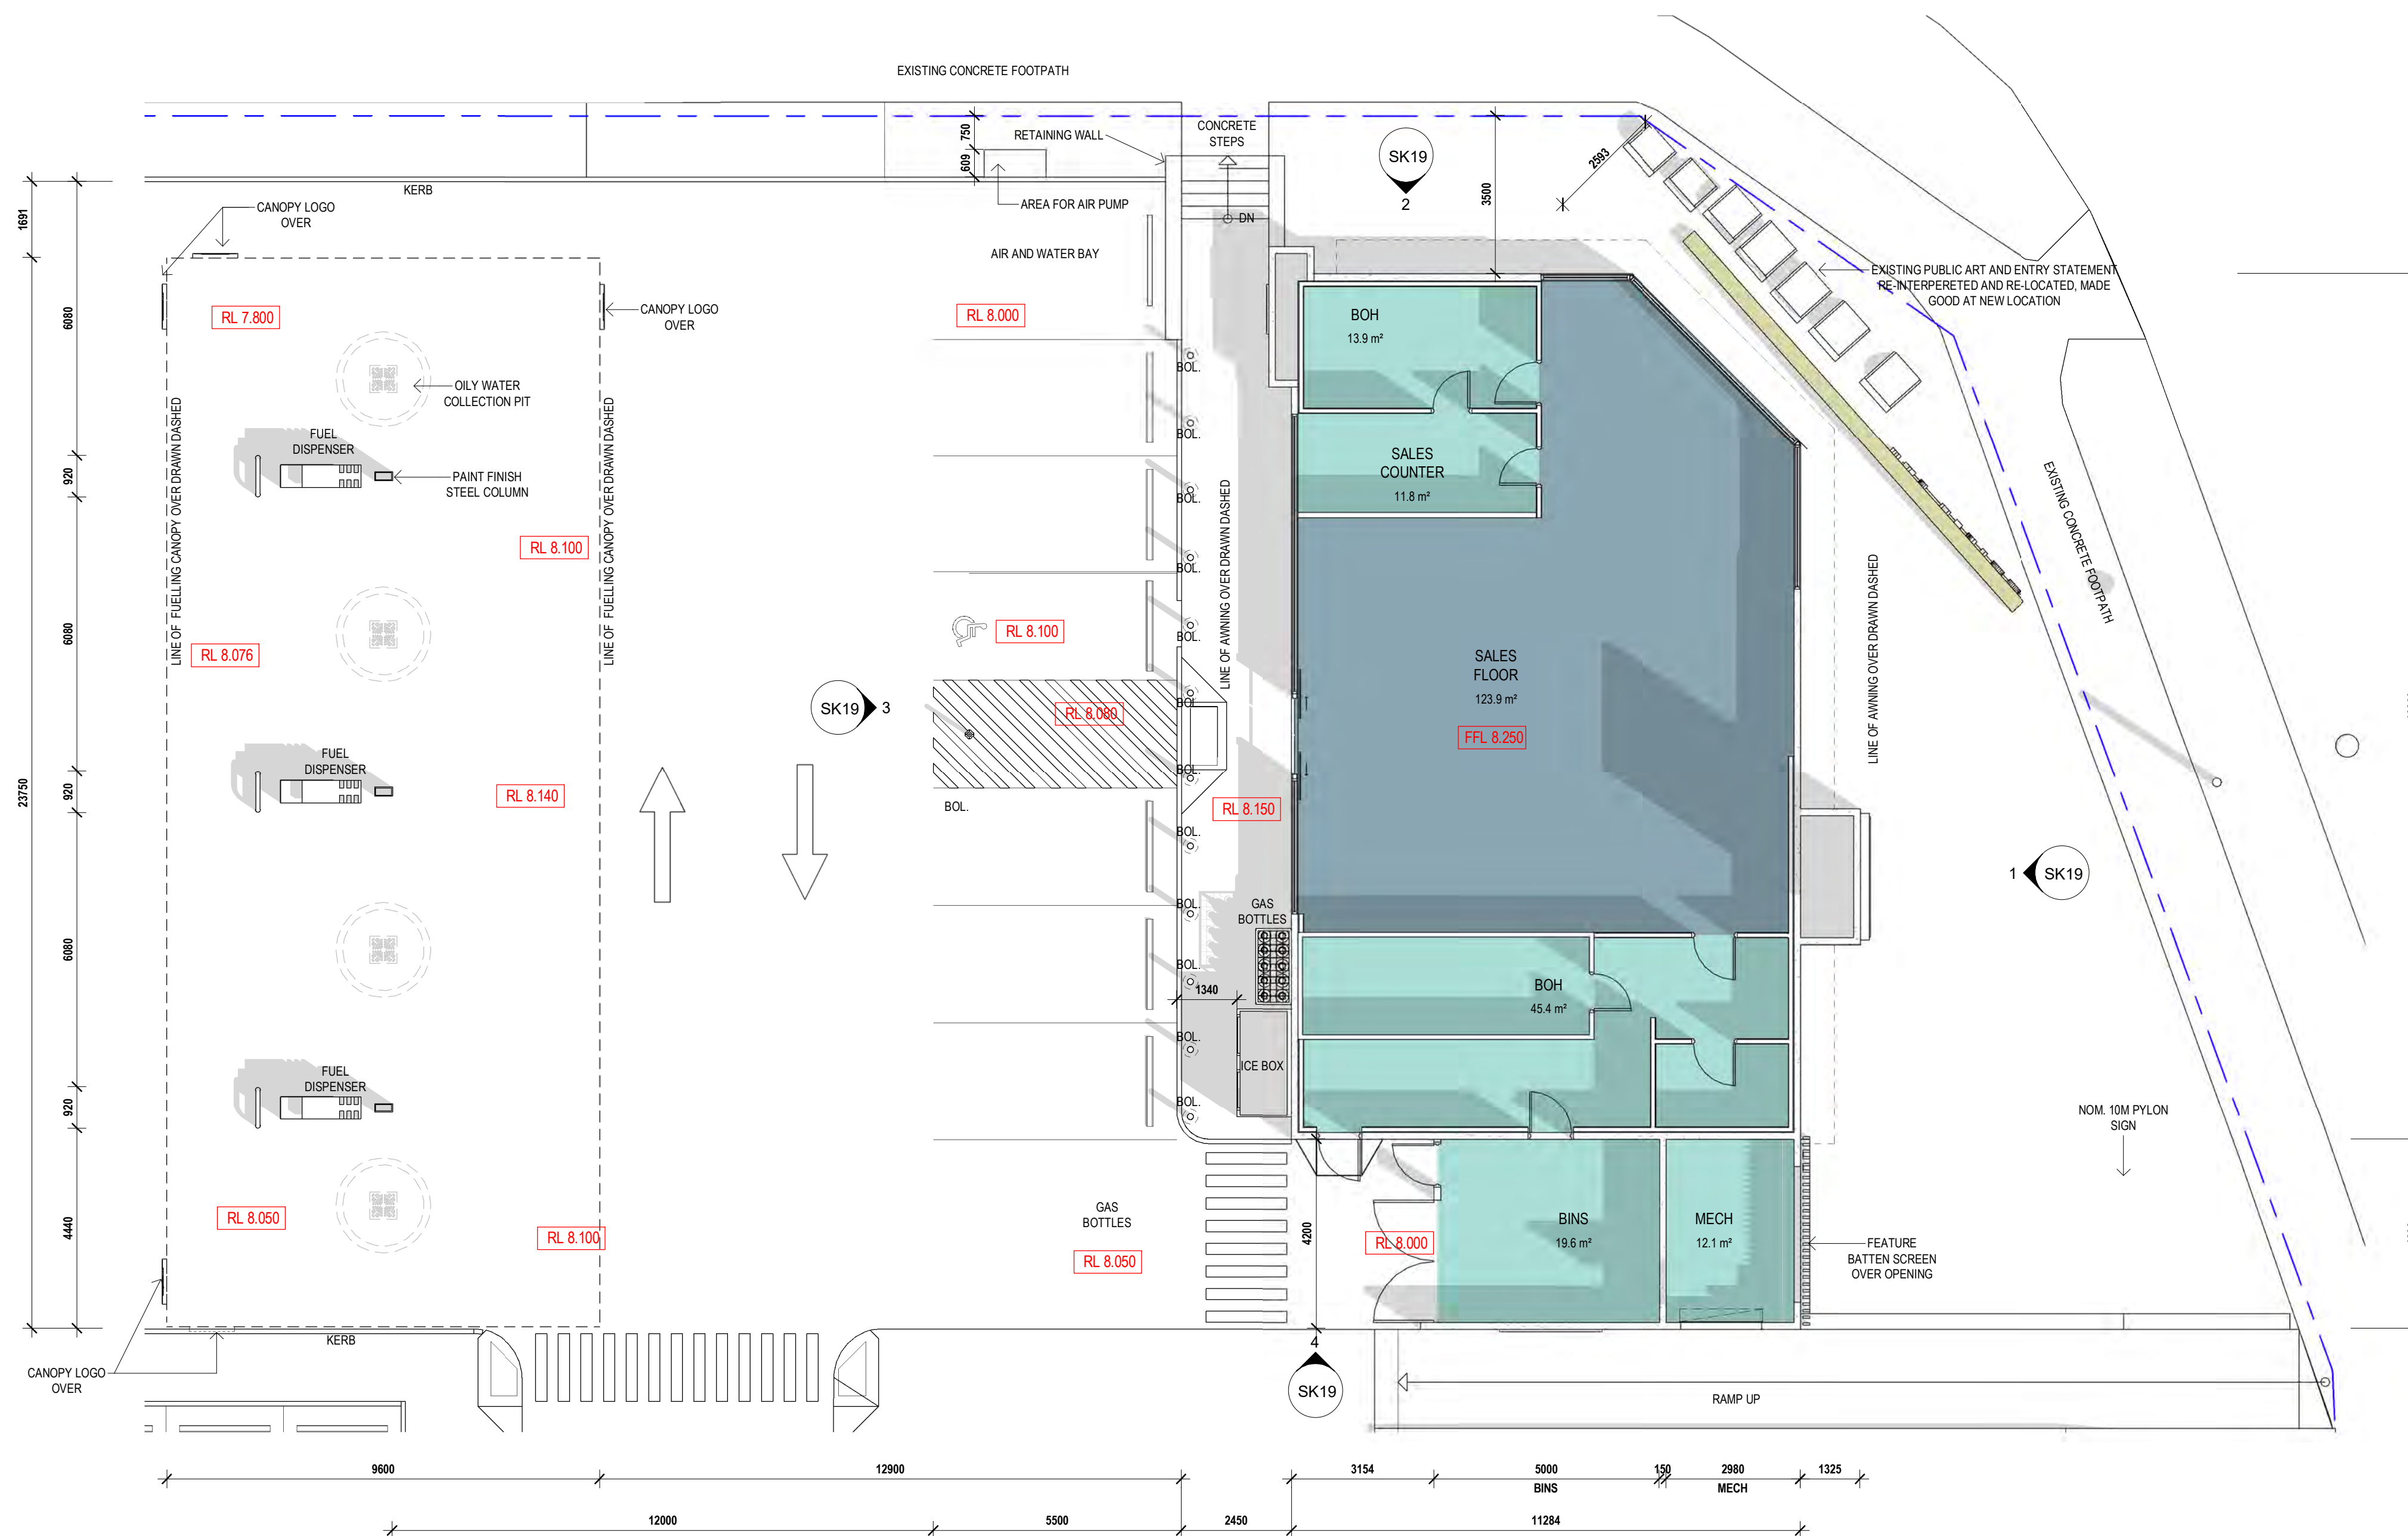 EXISTING CONCRETE FOOTPATH
750
609
RETAINING WALL
CONCRETE
STEPS
SK19
2
2593
3500
KERB
AREA FOR AIR PUMP
DN
CANOPY LOGO
OVER
1691
AIR AND WATER BAY
EXISTING PUBLIC ART AND ENTRY STATEMENT
RE-INTERPERETED AND RE-LOCATED, MADE
GOOD AT NEW LOCATION
RL 7.800
CANOPY LOGO
OVER
RL 8.000
BOH
13.9 m²
6080
BOL.
OILY WATER
COLLECTION PIT
LINE OF FUELLING CANOPY OVER DRAWN DASHED
LINE OF FUELLING CANOPY OVER DRAWN DASHED
FUEL
DISPENSER
BOL.
SALES
COUNTER
11.8 m²
920
PAINT FINISH
STEEL COLUMN
BOL.
LINE OF AWNING OVER DRAWN DASHED
EXISTING CONCRETE FOOTPATH
RL 8.100
BOL.
LINE OF AWNING OVER DRAWN DASHED
6080
RL 8.100
BOL.
RL 8.076
SALES
FLOOR
123.9 m²
SK19
3
RL 8.080
BOL.
FFL 8.250
FUEL
DISPENSER
BOL.
23750
920
RL 8.140
BOL.
RL 8.150
BOL.
1
SK19
BOL.
GAS
BOTTLES
6080
BOL.
1340
BOH
45.4 m²
BOL.
ICE BOX
FUEL
DISPENSER
920
BOL.
NOM. 10M PYLON
SIGN
4440
RL 8.050
RL 8.100
GAS
BOTTLES
RL 8.050
4200
RL 8.000
BINS
19.6 m²
MECH
12.1 m²
FEATURE
BATTEN SCREEN
OVER OPENING
KERB
4
SK19
CANOPY LOGO
OVER
RAMP UP
9600
12900
3154
5000
150
2980
1325
BINS
MECH
12000
5500
2450
11284